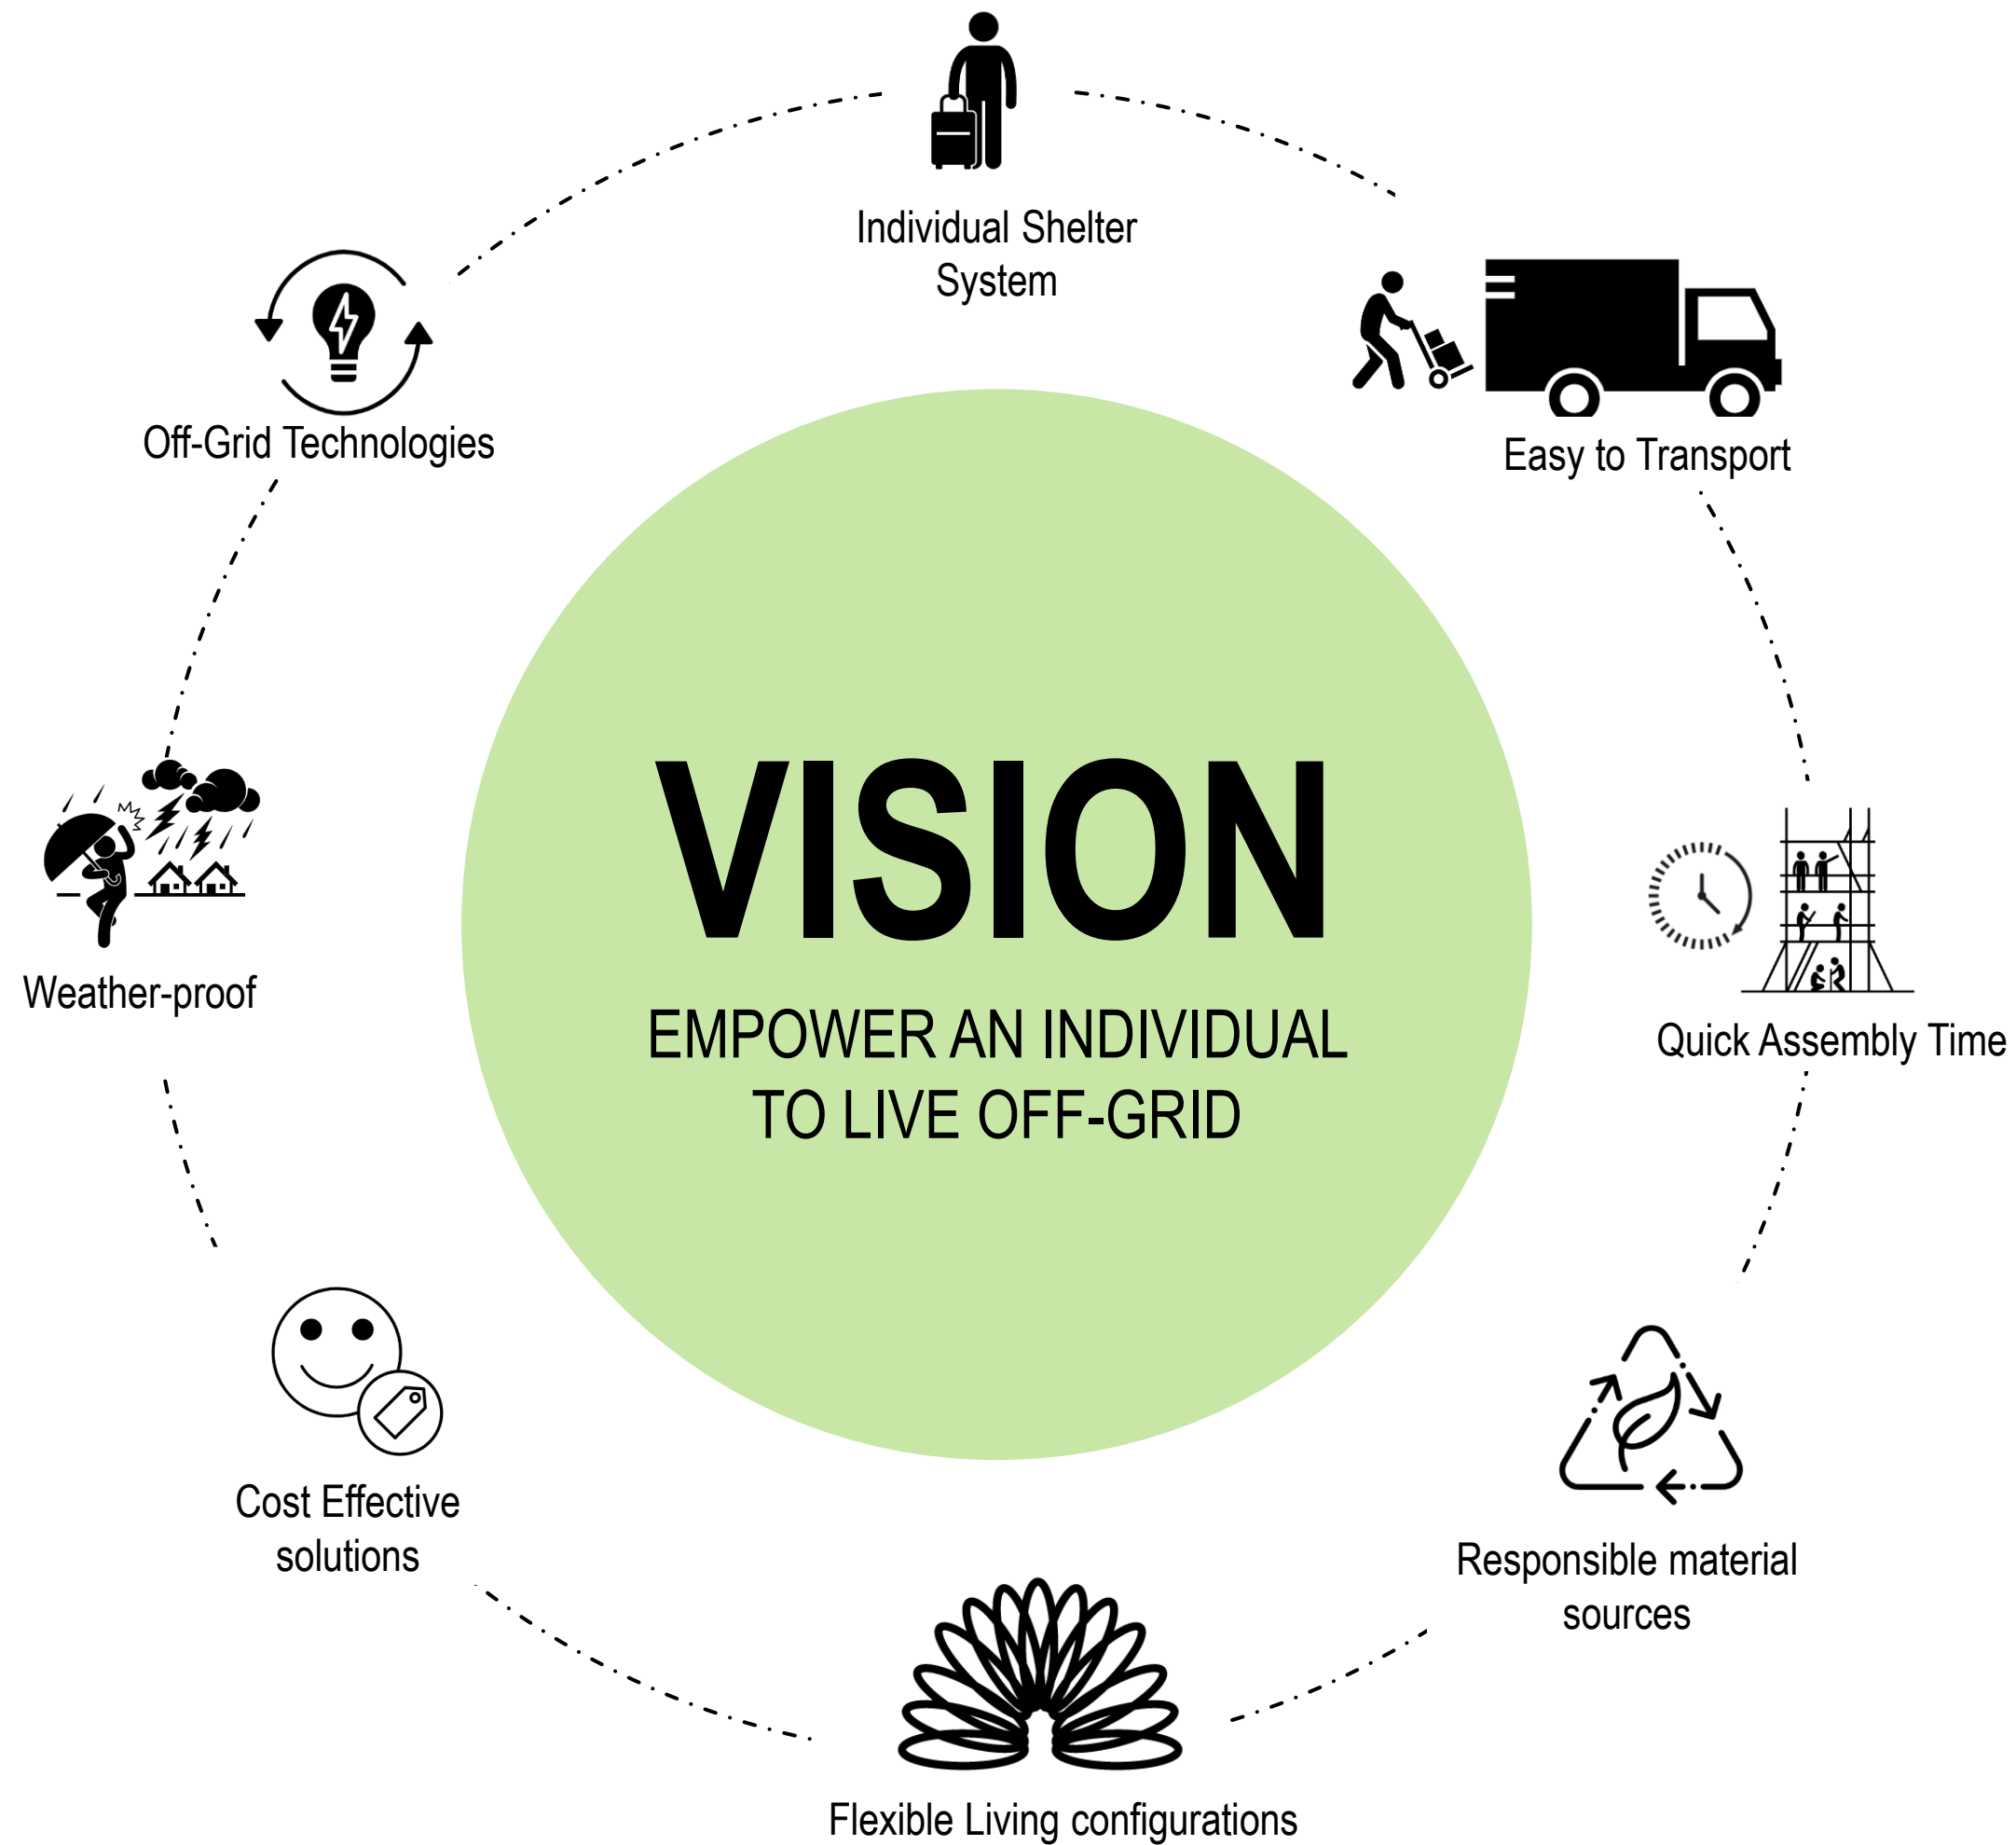 Individual Shelter
System
Off-Grid Technologies
Easy to Transport
VISION
EMPOWER AN INDIVIDUAL
TO LIVE OFF-GRID
Weather-proof
Quick Assembly Time
Cost Effective
solutions
Responsible material
sources
Flexible Living configurations